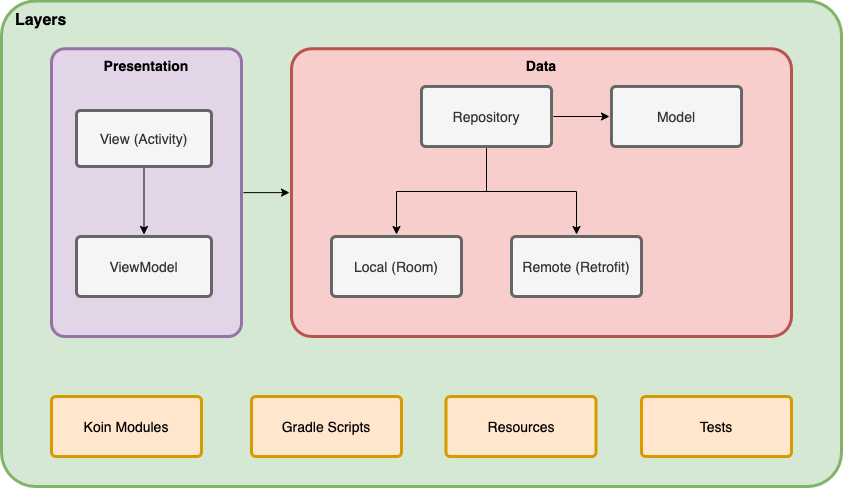 Layers
Presentation
View (Activity)
ViewModel
Data
Repository
Model
Local (Room)
Remote (Retrofit)
Koin Modules
Gradle Scripts
Resources
Tests